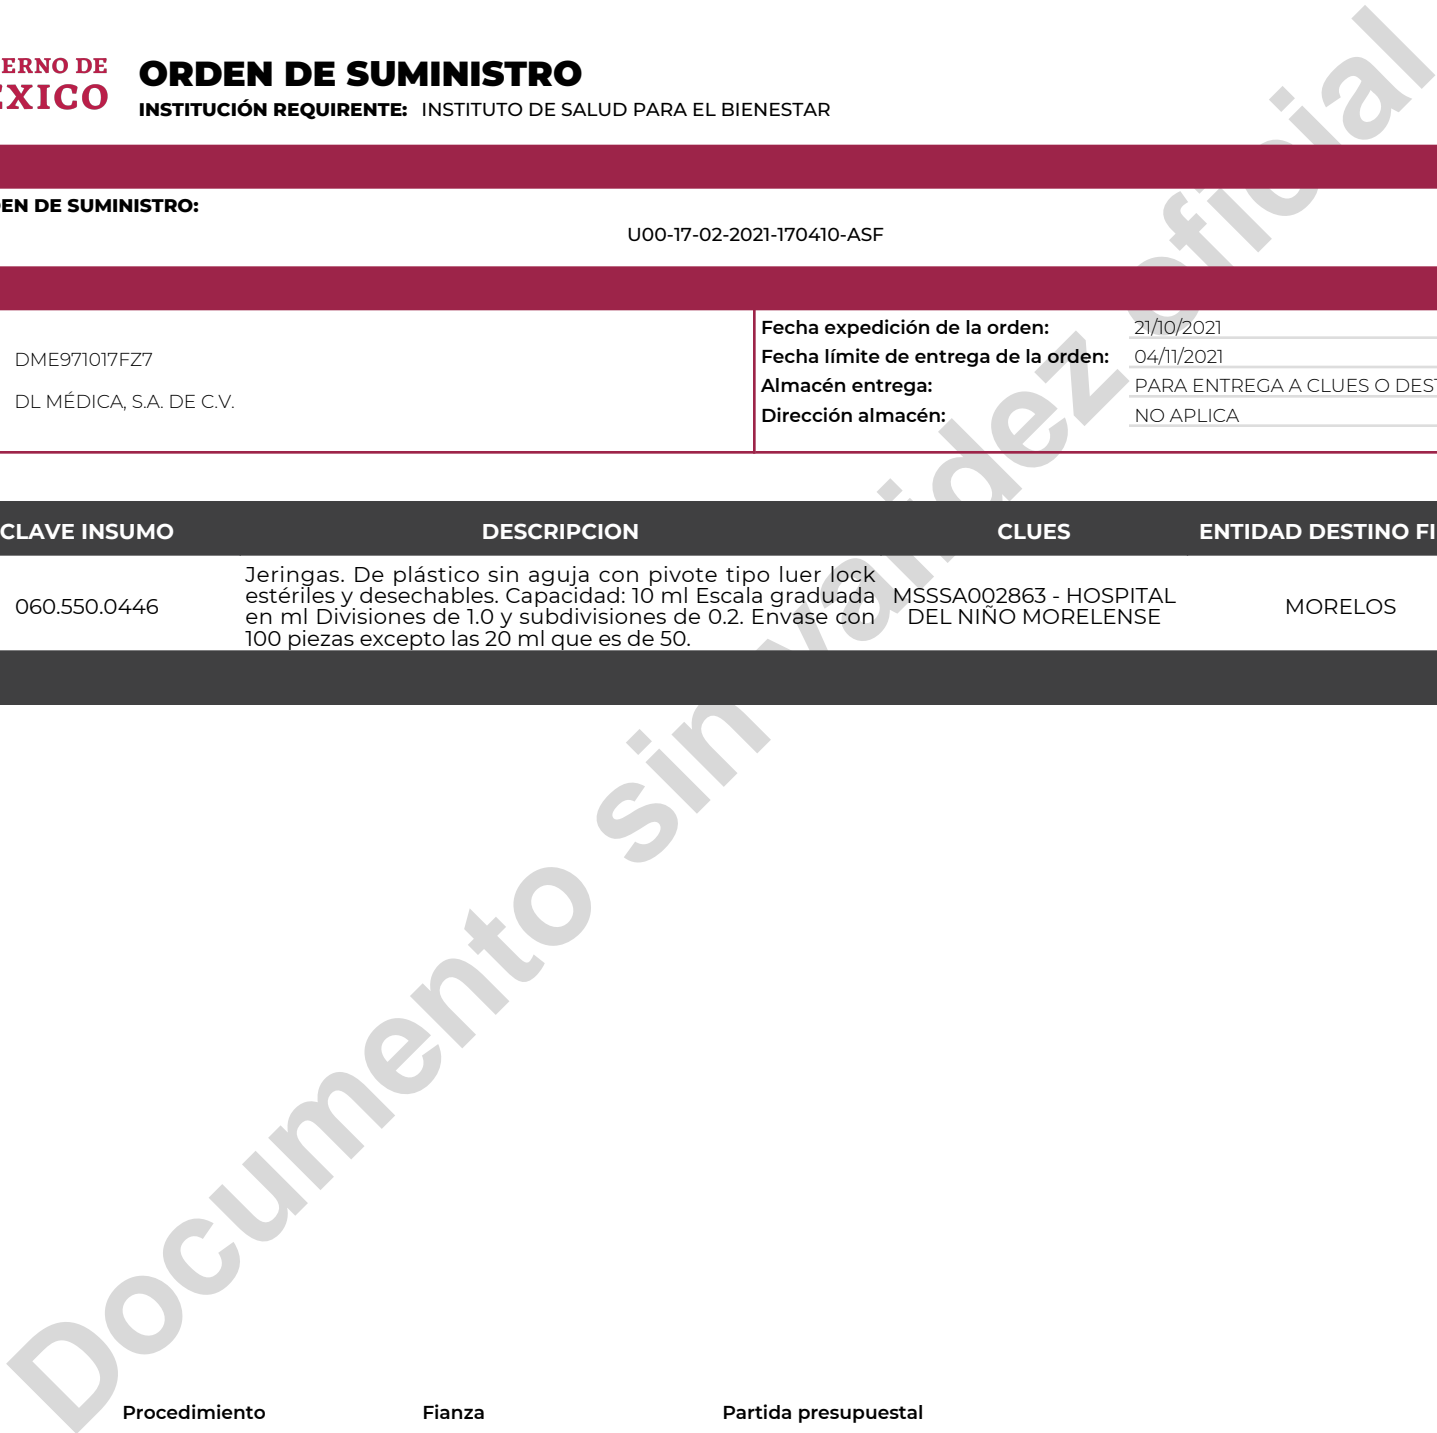 ERNO DE
EXICO
ORDEN DE SUMINISTRO
INSTITUCIÓN REQUIRENTE: INSTITUTO DE SALUD PARA EL BIENESTAR
EN DE SUMINISTRO:
U00-17-02-2021-170410-ASF
DME971017FZ7
DL MÉDICA, S.A. DE C.V.
Fecha expedición de la orden: 21/10/2021
Fecha límite de entrega de la orden: 04/11/2021
Almacén entrega: PARA ENTREGA A CLUES O DEST
Dirección almacén: NO APLICA
CLAVE INSUMO DESCRIPCION CLUES ENTIDAD DESTINO FI
060.550.0446
Jeringas. De plástico sin aguja con pivote tipo luer lock
estériles y desechables. Capacidad: 10 ml Escala graduada
en ml Divisiones de 1.0 y subdivisiones de 0.2. Envase con
100 piezas excepto las 20 ml que es de 50.
MSSSA002863 - HOSPITAL
DEL NIÑO MORELENSE
MORELOS
Documento sin validez oficial
Procedimiento Fianza Partida presupuestal